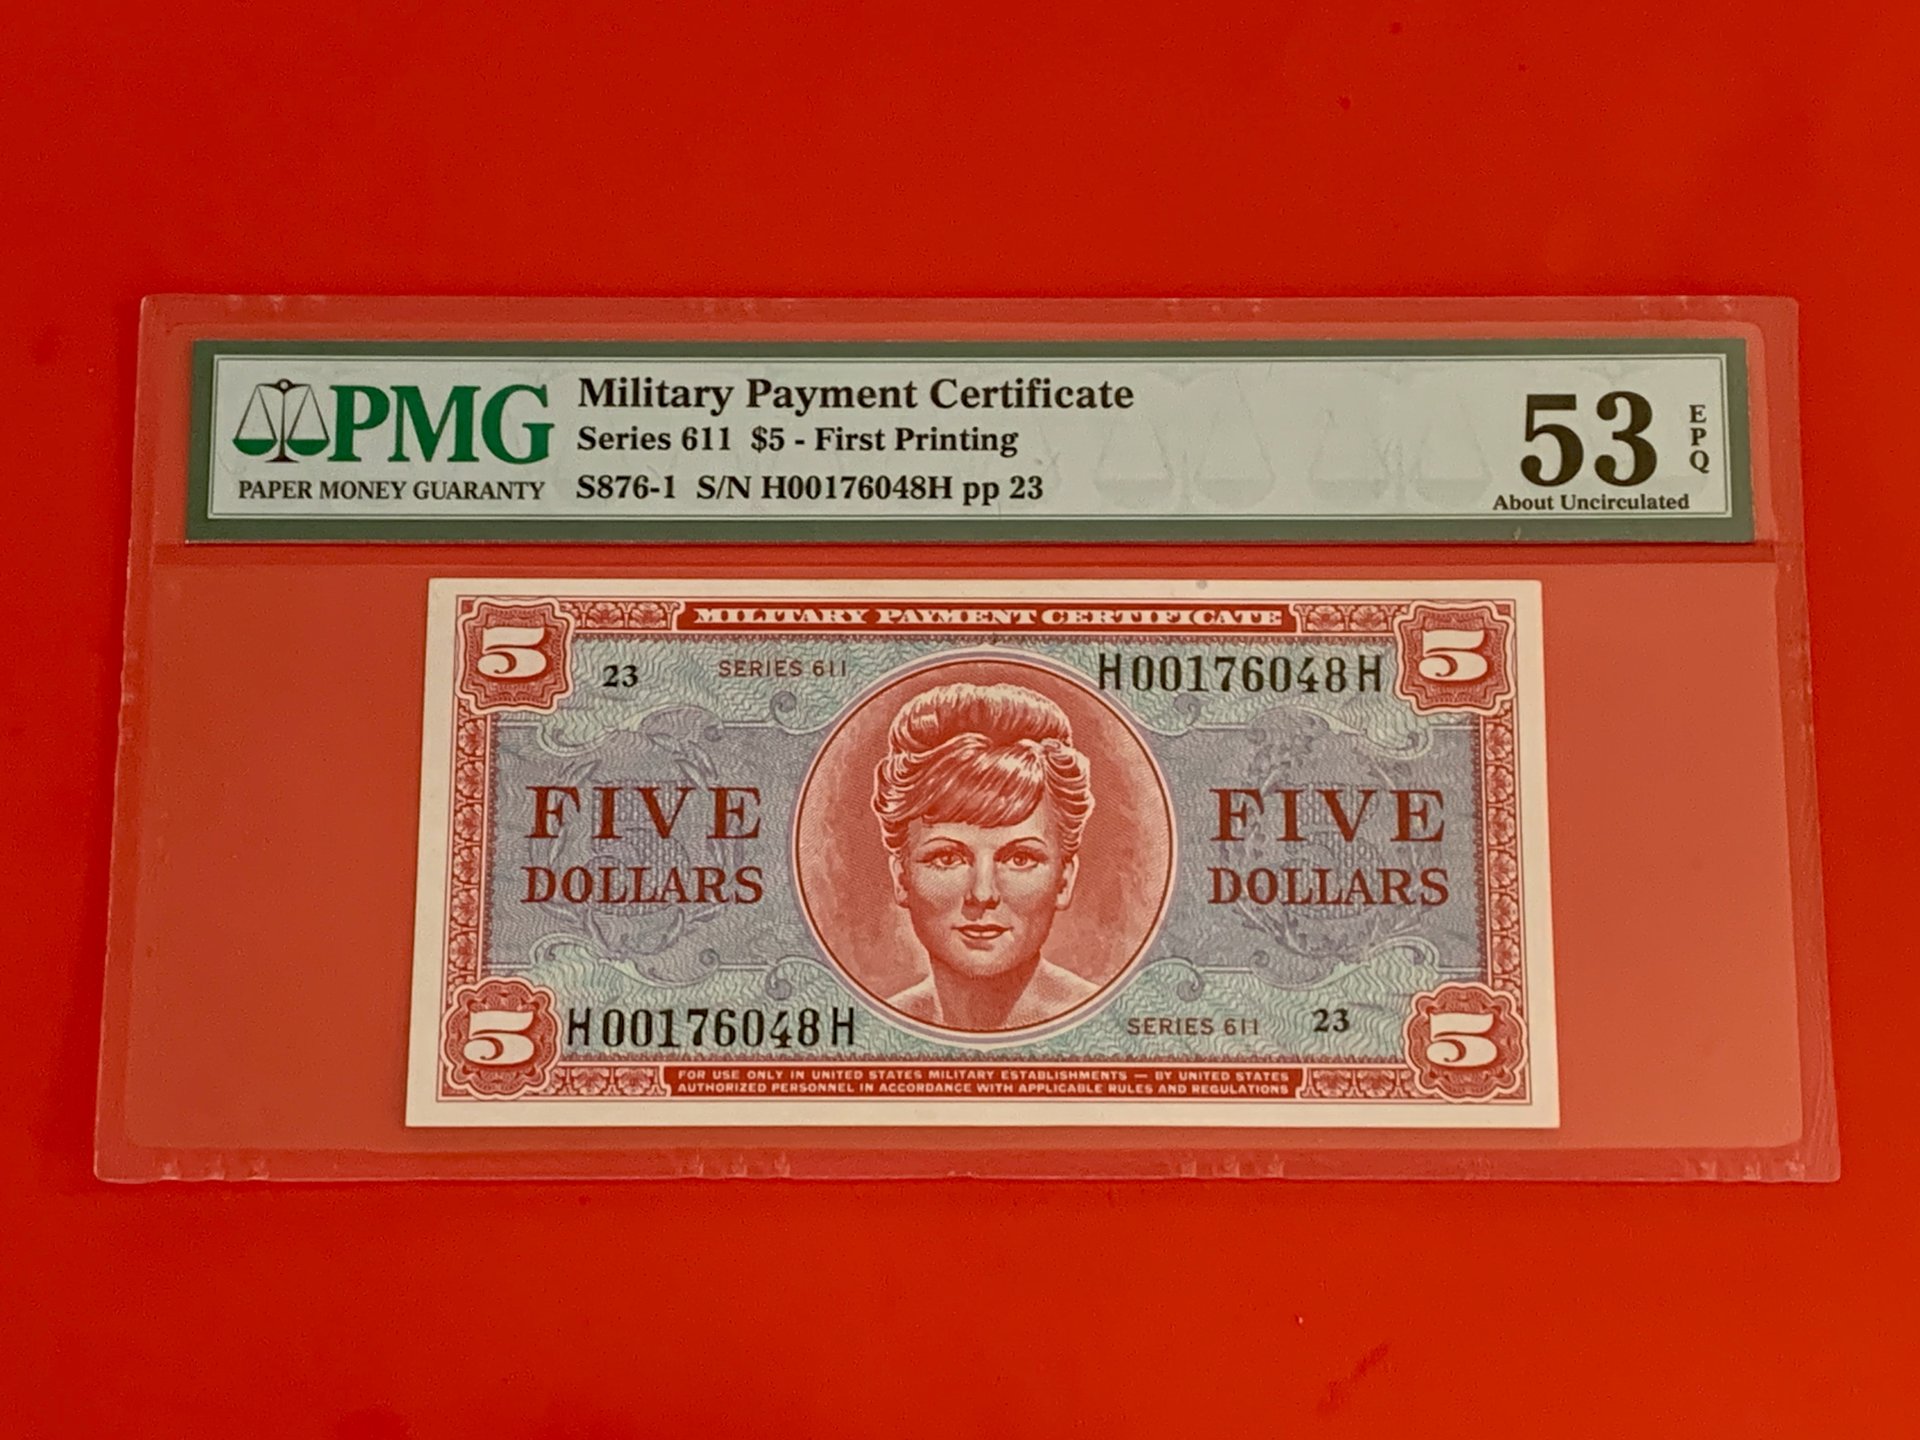 PMG
PAPER MONEY GUARANTY
Military Payment Certificate
Series 611 $5 - First Printing
S876-1 S/N H00176048H pp 23
53
EPQ
About Uncirculated
MILITARY PAYMENT CERTIFICATE
5
23
SERIES 611
H00176048H
5
FIVE
DOLLARS
FIVE
DOLLARS
5
H00176048H
SERIES 611
23
5
FOR USE ONLY IN UNITED STATES MILITARY ESTABLISHMENTS — BY UNITED STATES
AUTHORIZED PERSONNEL IN ACCORDANCE WITH APPLICABLE RULES AND REGULATIONS